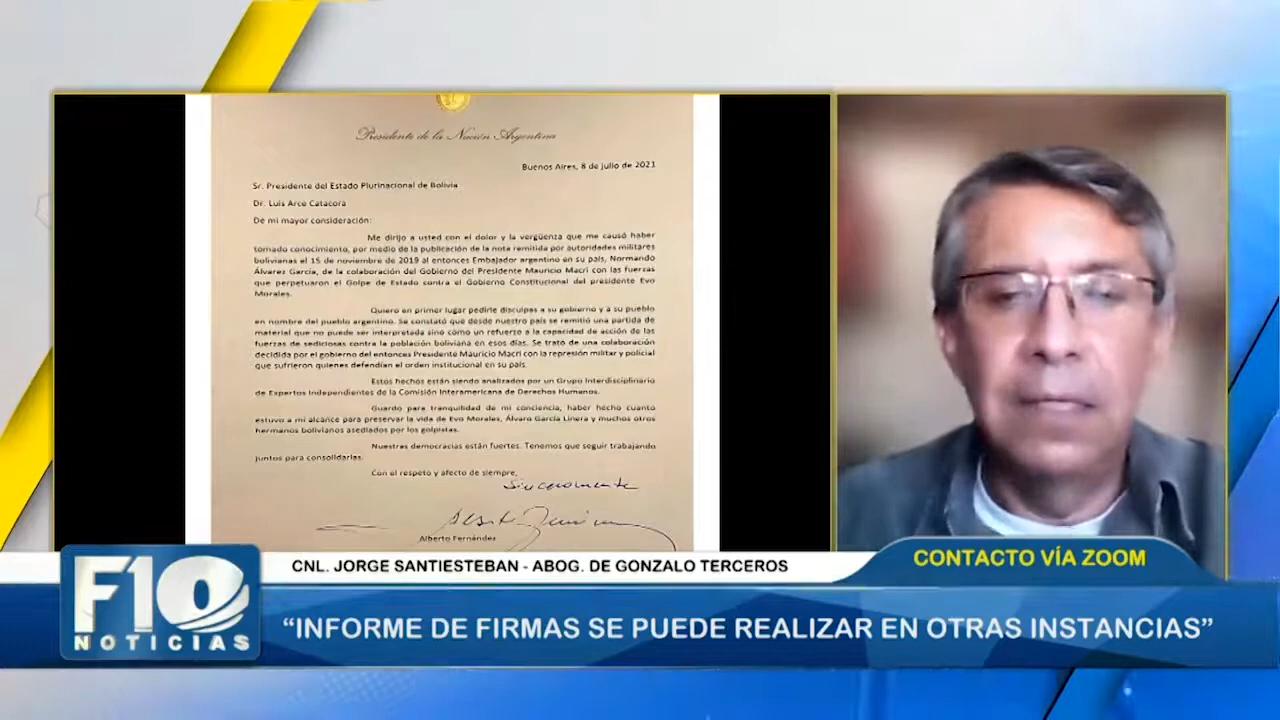 Presidente de la Nación Argentina
Buenos Aires, 8 de julio de 2021
Sr. Presidente del Estado Plurinacional de Bolivia
Dr. Luis Arce Catacora
De mi mayor consideración:
Me dirijo a usted con el dolor y la vergüenza que me causó haber
tomado conocimiento, por medio de la publicación de la nota remitida por autoridades militares
bolivianas el 15 de noviembre de 2019 al entonces Embajador argentino en su país, Normando
Álvarez García, de la colaboración del Gobierno del Presidente Mauricio Macri con las fuerzas
que perpetuaron el Golpe de Estado contra el Gobierno Constitucional del presidente Evo
Morales.
Quiero en primer lugar pedirle disculpas a su gobierno y a su pueblo
en nombre del pueblo argentino. Se constató que desde nuestro país se remitió una partida de
material que no puede ser interpretada sino como un refuerzo a la capacidad de acción de las
fuerzas de sediciosas contra la población boliviana en esos días. Se trato de una colaboración
decidida por el gobierno del entonces Presidente Mauricio Macri con la represión militar y policial
que sufrieron quienes defendían el orden institucional en su país.
Estos hechos están siendo analizados por un Grupo Interdisciplinario
de Expertos Independientes de la Comisión Interamericana de Derechos Humanos.
Guardo para tranquilidad de mi conciencia, haber hecho cuanto
estuvo a mi alcance para preservar la vida de Evo Morales, Álvaro García Linera y muchos otros
hermanos bolivianos asediados por los golpistas.
Nuestras democracias están fuertes. Tenemos que seguir trabajando
juntos para consolidarlas.
Con el respeto y afecto de siempre,
Sinceramente
Alberto Fernández
CNL. JORGE SANTIESTEBAN - ABOG. DE GONZALO TERCEROS
CONTACTO VÍA ZOOM
F10
NOTICIAS
“INFORME DE FIRMAS SE PUEDE REALIZAR EN OTRAS INSTANCIAS”